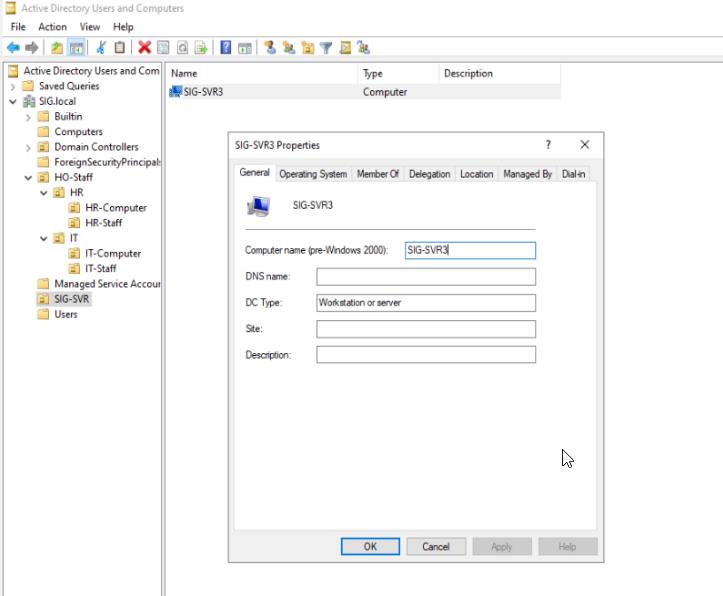 Active Directory Users and Computers
File Action View Help
Active Directory Users and Com
Saved Queries
SIG.local
Builtin
Computers
Domain Controllers
ForeignSecurityPrincipals
HO-Staff
HR
HR-Computer
HR-Staff
IT
IT-Computer
IT-Staff
Managed Service Accour
SIG-SVR
Users
Name Type Description
SIG-SVR3 Computer
SIG-SVR3 Properties
General Operating System Member Of Delegation Location Managed By Dial-in
SIG-SVR3
Computer name (pre-Windows 2000): SIG-SVR3
DNS name:
DC Type: Workstation or server
Site:
Description:
OK Cancel Apply Help